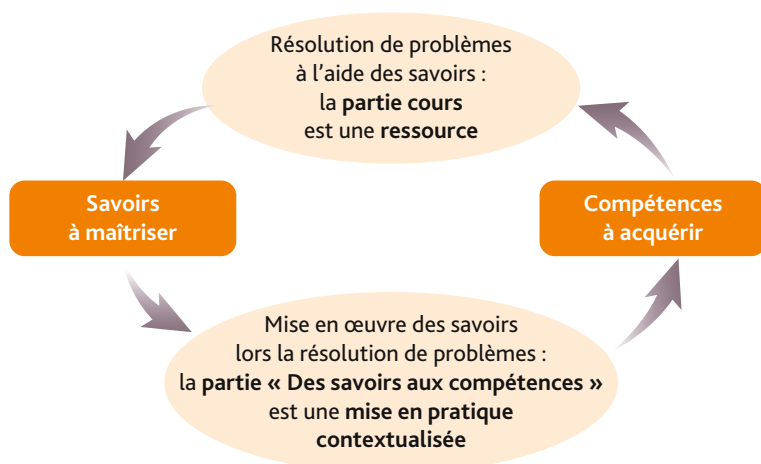 Résolution de problèmes
à l’aide des savoirs :
la partie cours
est une ressource
Savoirs
à maîtriser
Compétences
à acquérir
Mise en œuvre des savoirs
lors la résolution de problèmes :
la partie « Des savoirs aux compétences »
est une mise en pratique
contextualisée